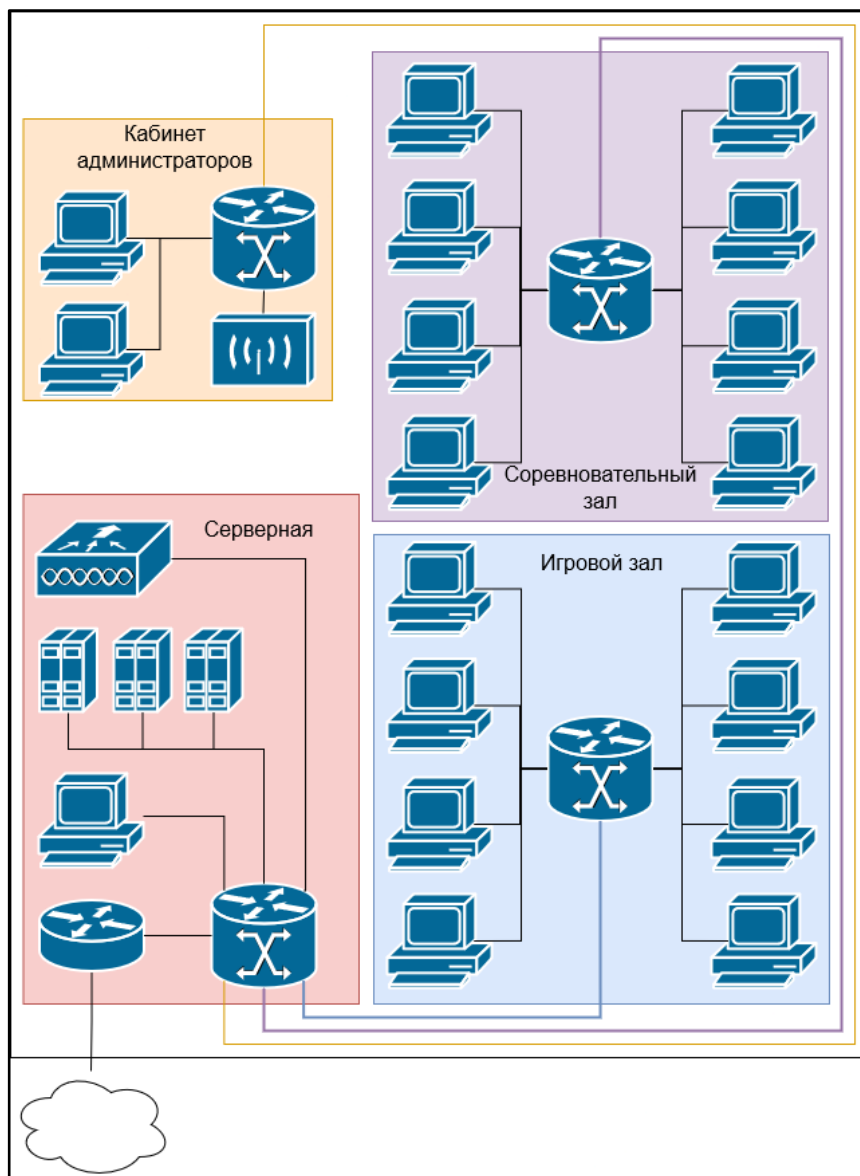 Кабинет
администраторов
Соревновательный
зал
Серверная
Игровой зал